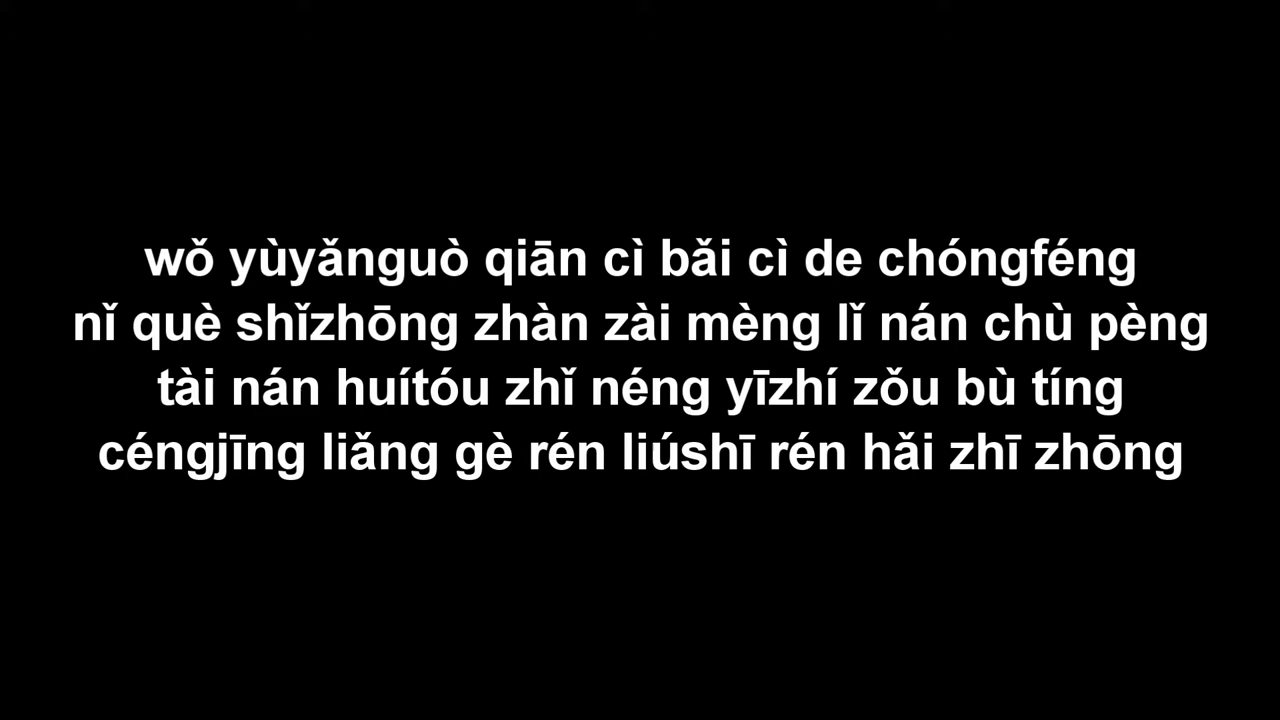 wǒ yùyǎnguò qiān cì bǎi cì de chóngféng
nǐ què shǐzhōng zhàn zài mèng lǐ nán chù pèng
tài nán huítóu zhǐ néng yīzhí zǒu bù tíng
céngjīng liǎng gè rén liúshī rén hǎi zhī zhōng